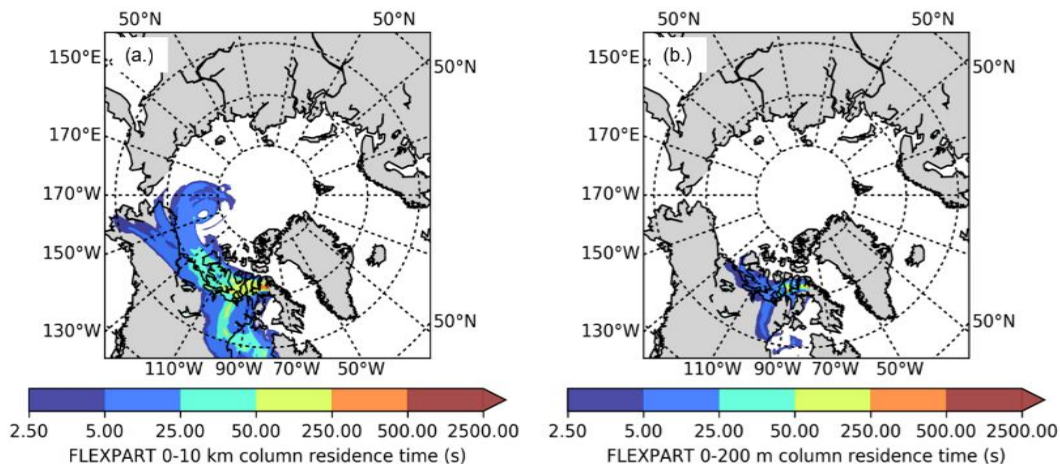 50°N 50°N 50°N 50°N
(a.) (b.)
150°E 50°N 150°E 50°N
170°E 170°E
170°W 170°W
150°W 150°W
130°W 50°N 130°W 50°N
110°W 90°W 70°W 50°W 110°W 90°W 70°W 50°W
2.50 5.00 25.00 50.00 250.00 500.00 2500.00 2.50 5.00 25.00 50.00 250.00 500.00 2500.00
FLEXPART 0-10 km column residence time (s) FLEXPART 0-200 m column residence time (s)